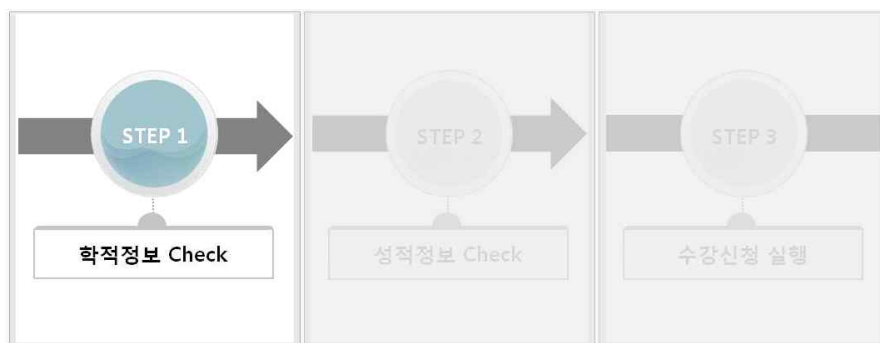 STEP 1
학적정보 Check
STEP 2
성적정보 Check
STEP 3
수강신청 실행